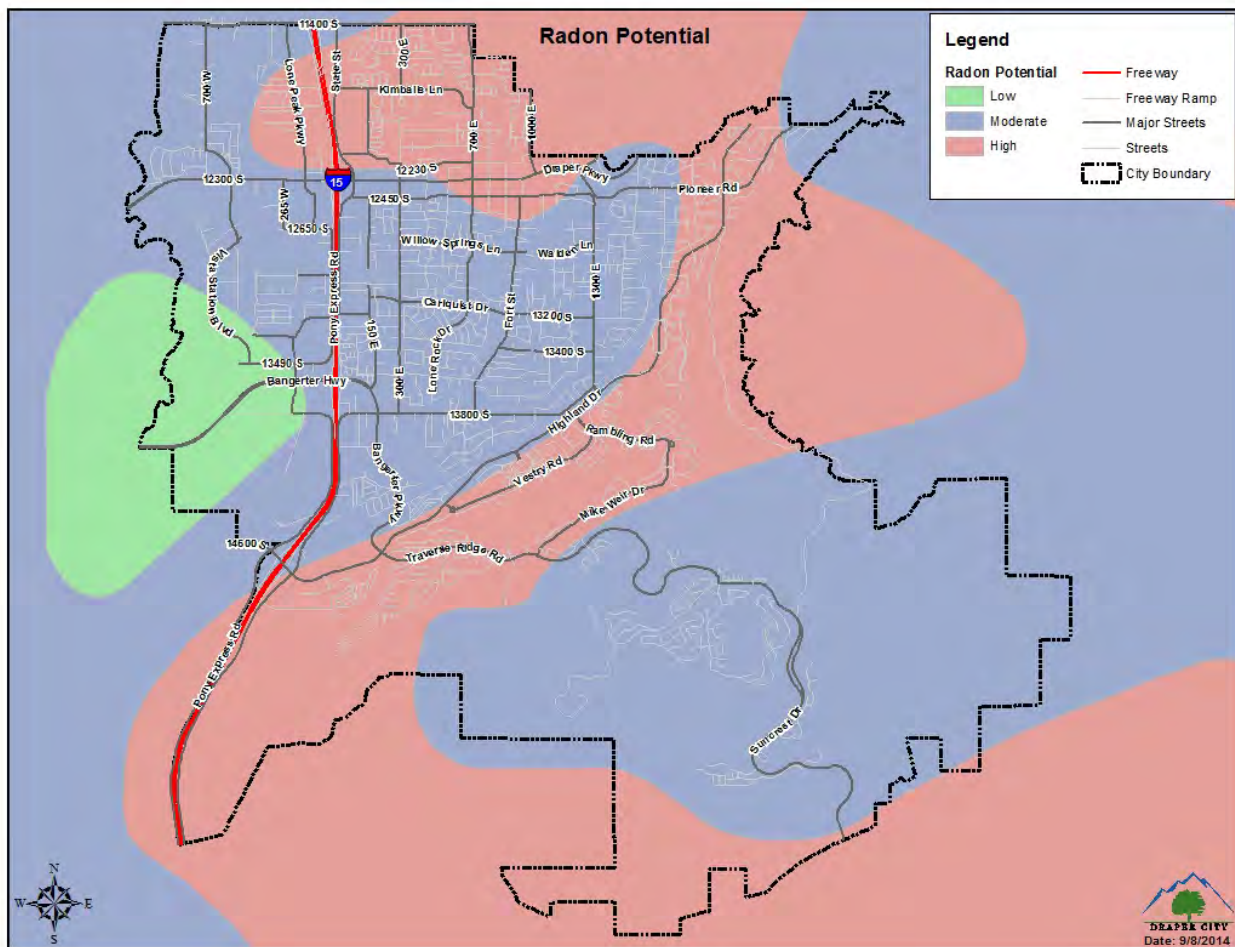 Radon Potential
Legend
Radon Potential
Low
Moderate
High
Freeway
Freeway Ramp
Major Streets
Streets
City Boundary
11400 S
700 W
Lone Peak Pkwy
State St
300 E
Kimballs Ln
700 E
1000 E
12300 S
15
12230 S
Draper Pkwy
Pioneer Rd
265 W
12450 S
12650 S
Willow Springs Ln
Walden Ln
1300 E
Vista Station Blvd
Pony Express Rd
150 E
Carlquist Dr
Fort St
13200 S
Lone Rock Dr
13400 S
13490 S
Bangerter Hwy
300 E
13800 S
Highland Dr
Rambling Rd
Bangerter Pkwy
Vestry Rd
Mike Weir Dr
14600 S
Traverse Ridge Rd
Pony Express Rd
Suncrest Dr
N
W
E
S
DRAPER CITY
Date: 9/8/2014